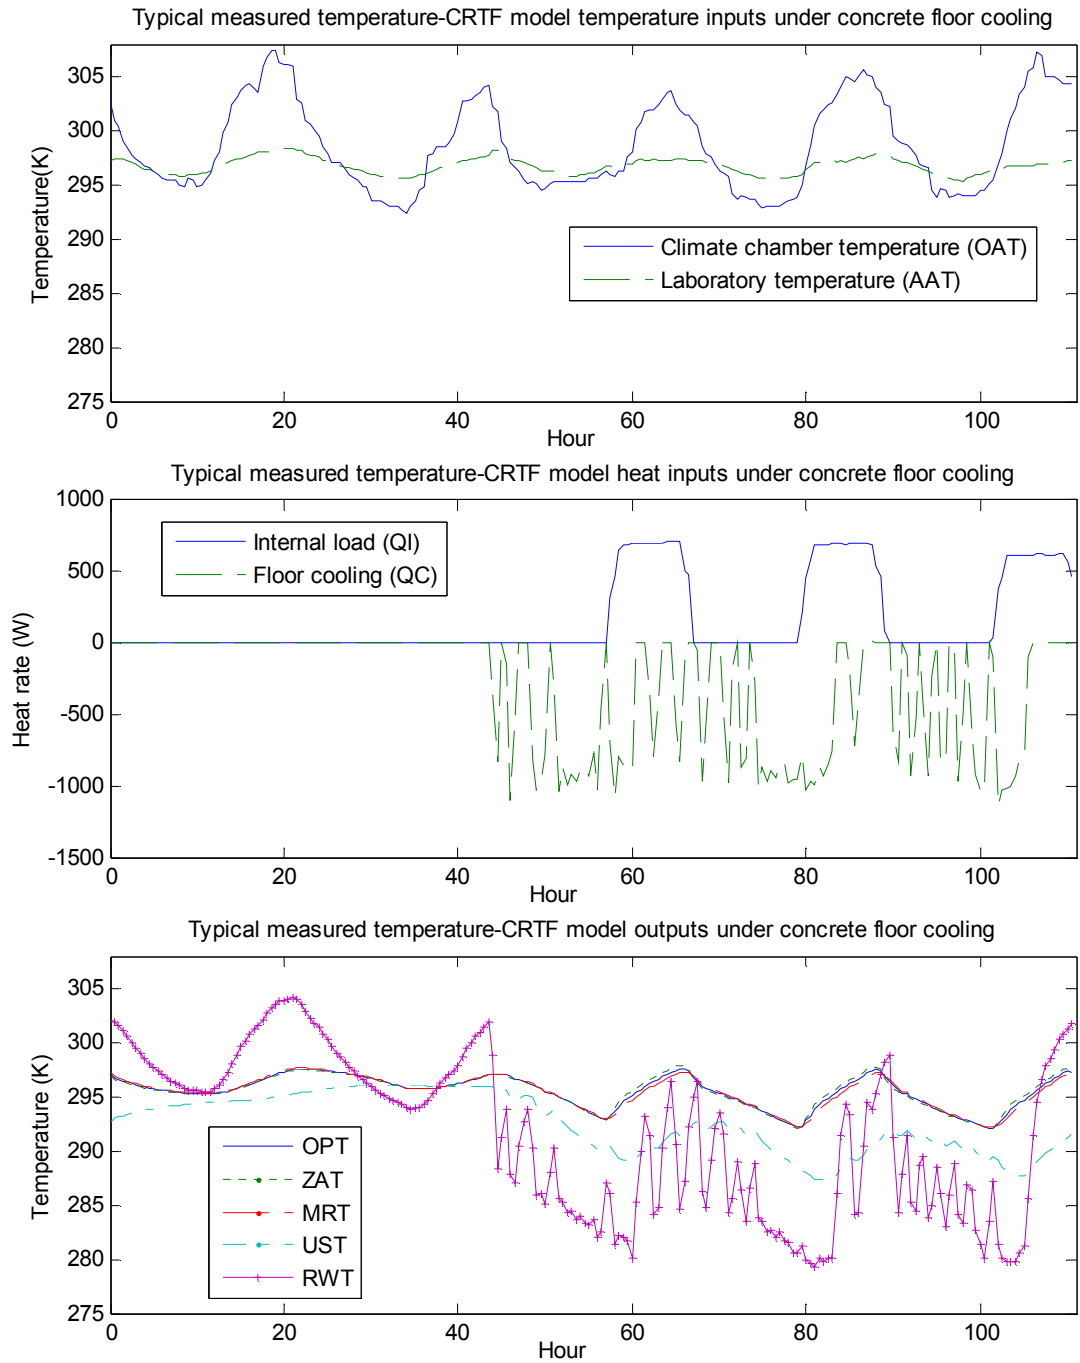 Typical measured temperature-CRTF model temperature inputs under concrete floor cooling
305
300
295
290
285
280
275
Temperature(K)
Climate chamber temperature (OAT)
Laboratory temperature (AAT)
0 20 40 60 80 100
Hour
Typical measured temperature-CRTF model heat inputs under concrete floor cooling
1000
500
0
-500
-1000
-1500
Heat rate (W)
Internal load (QI)
Floor cooling (QC)
0 20 40 60 80 100
Hour
Typical measured temperature-CRTF model outputs under concrete floor cooling
305
300
295
290
285
280
275
Temperature (K)
OPT
ZAT
MRT
UST
RWT
0 20 40 60 80 100
Hour